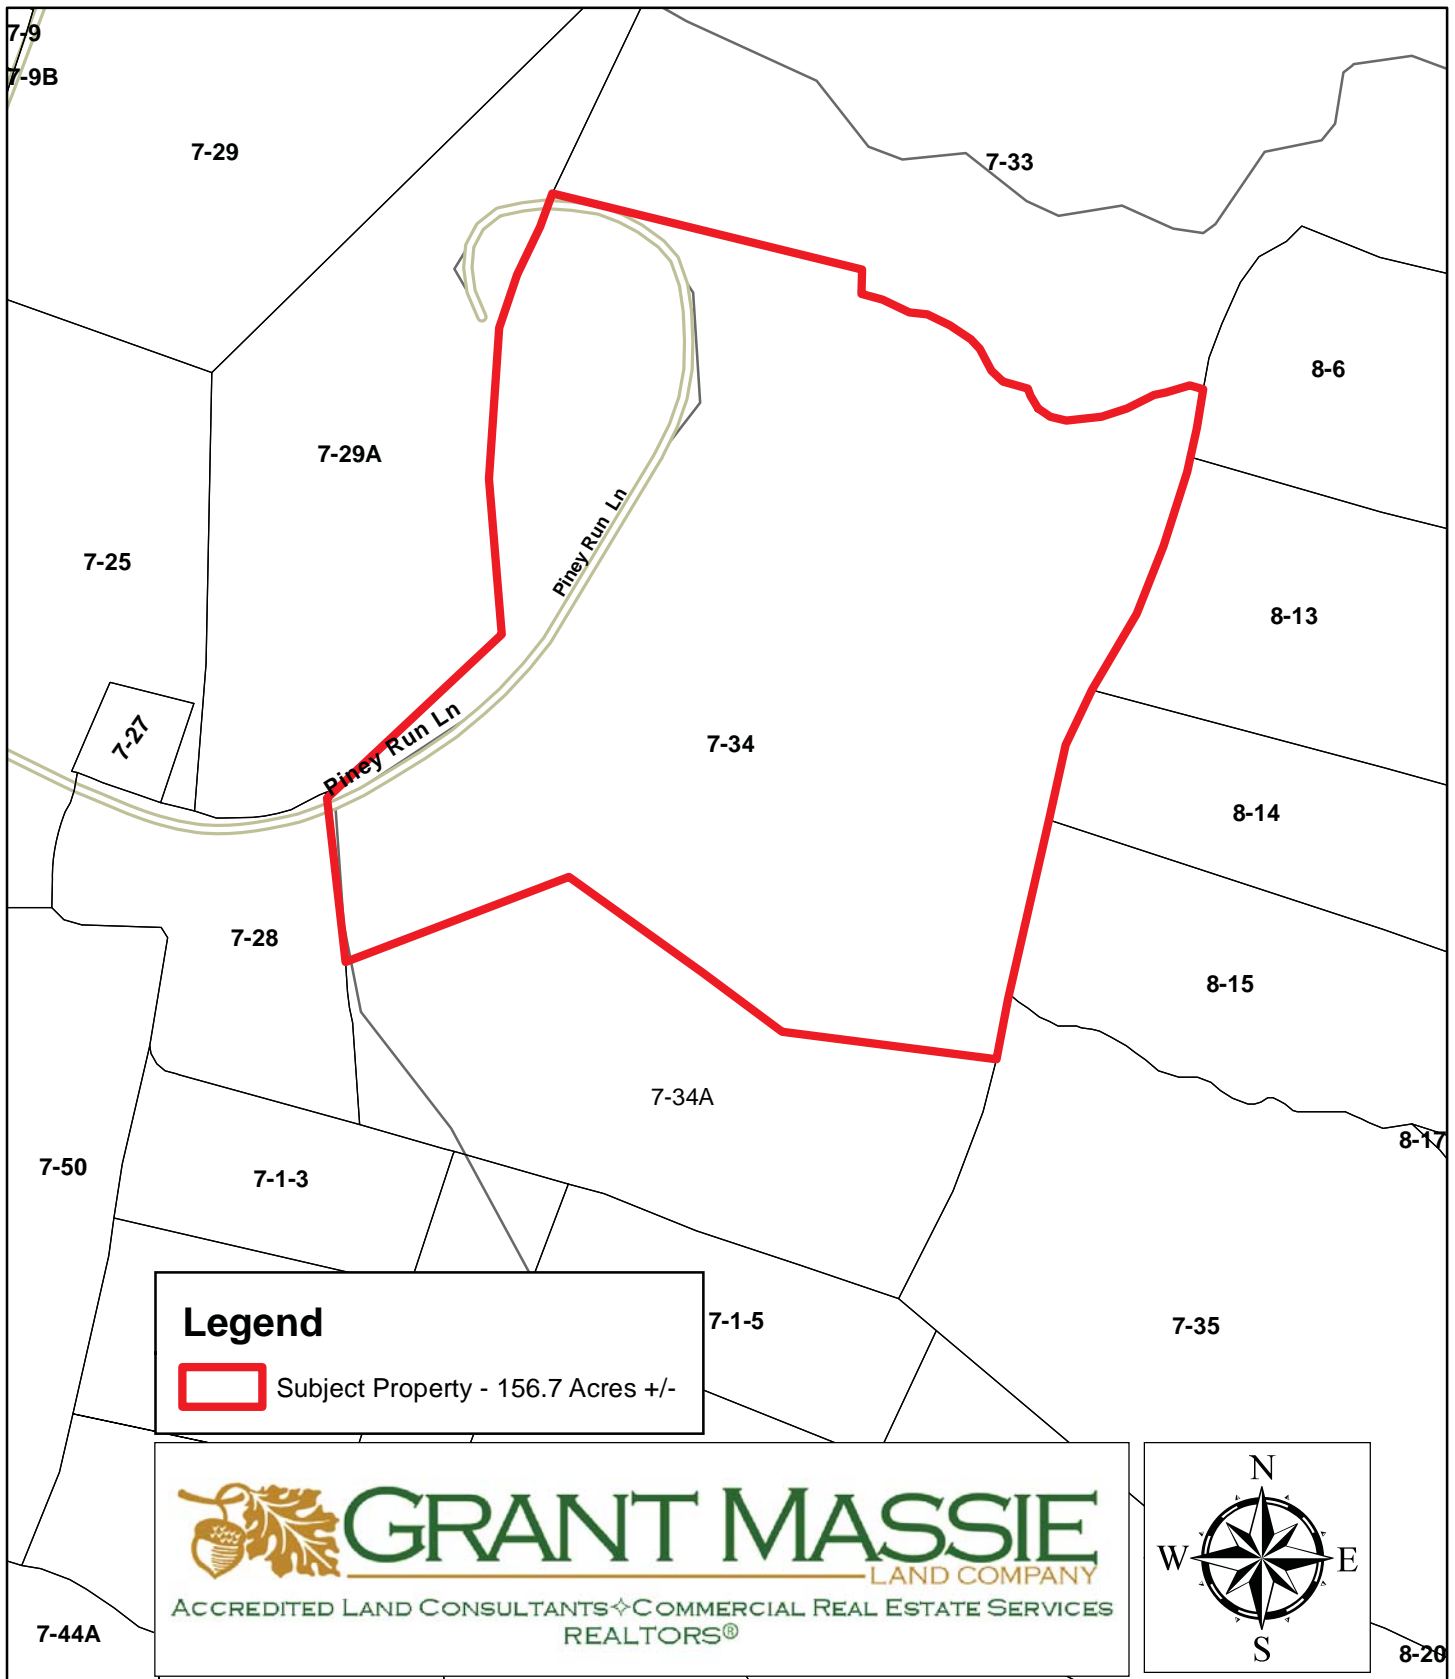 7-9
7-9B
7-29
7-33
8-6
7-29A
Piney Run Ln
7-25
8-13
7-27
Piney Run Ln
7-34
8-14
7-28
8-15
7-34A
8-17
7-50
7-1-3
7-1-5
7-35
Legend
Subject Property - 156.7 Acres +/-
GRANT MASSIE
LAND COMPANY
ACCREDITED LAND CONSULTANTS✧COMMERCIAL REAL ESTATE SERVICES
REALTORS®
N
W E
S
7-44A
8-20